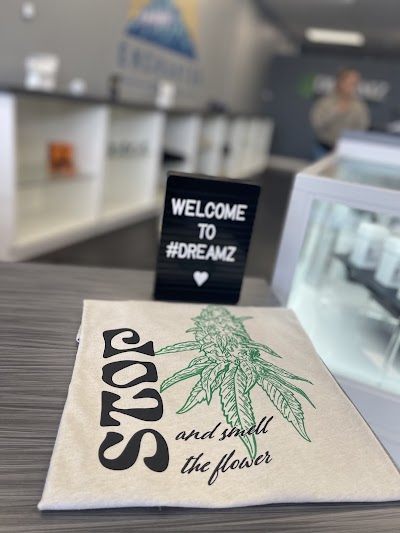 WELCOME
TO
#DREAMZ
STOP
and smell
the flower